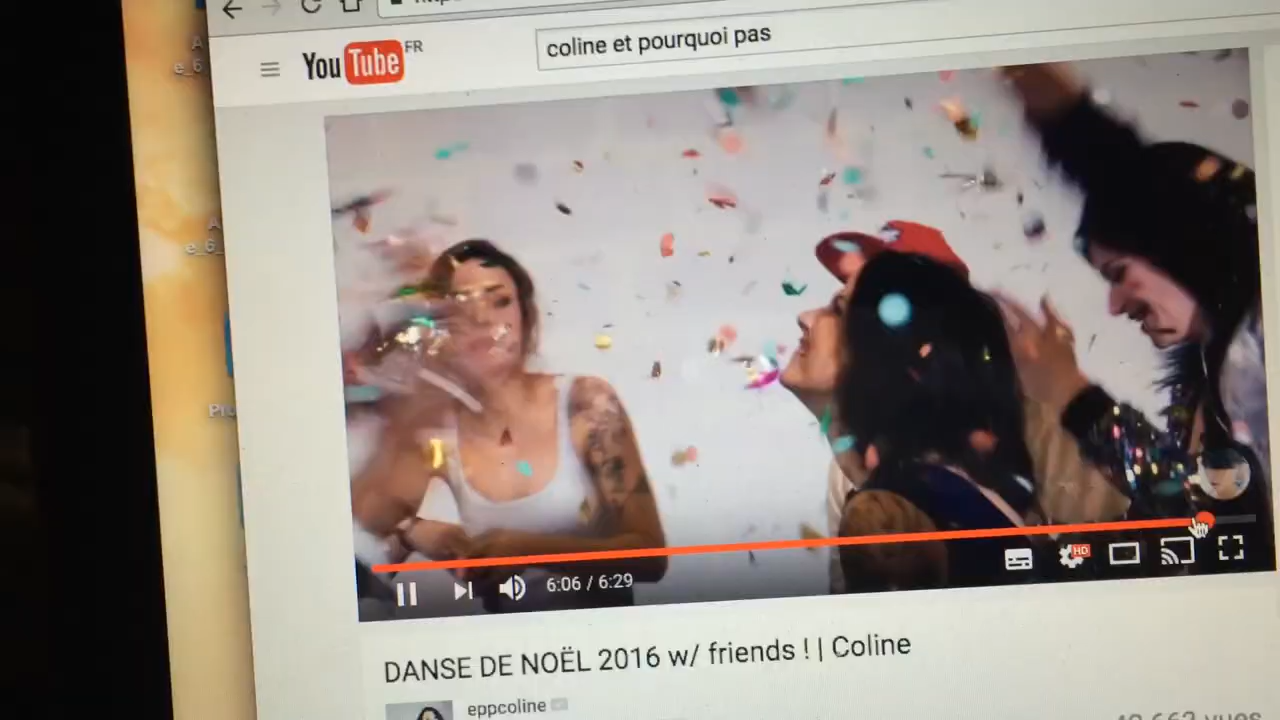 YouTube FR
coline et pourquoi pas
HD
6:06 / 6:29
DANSE DE NOËL 2016 w/ friends ! | Coline
eppcoline